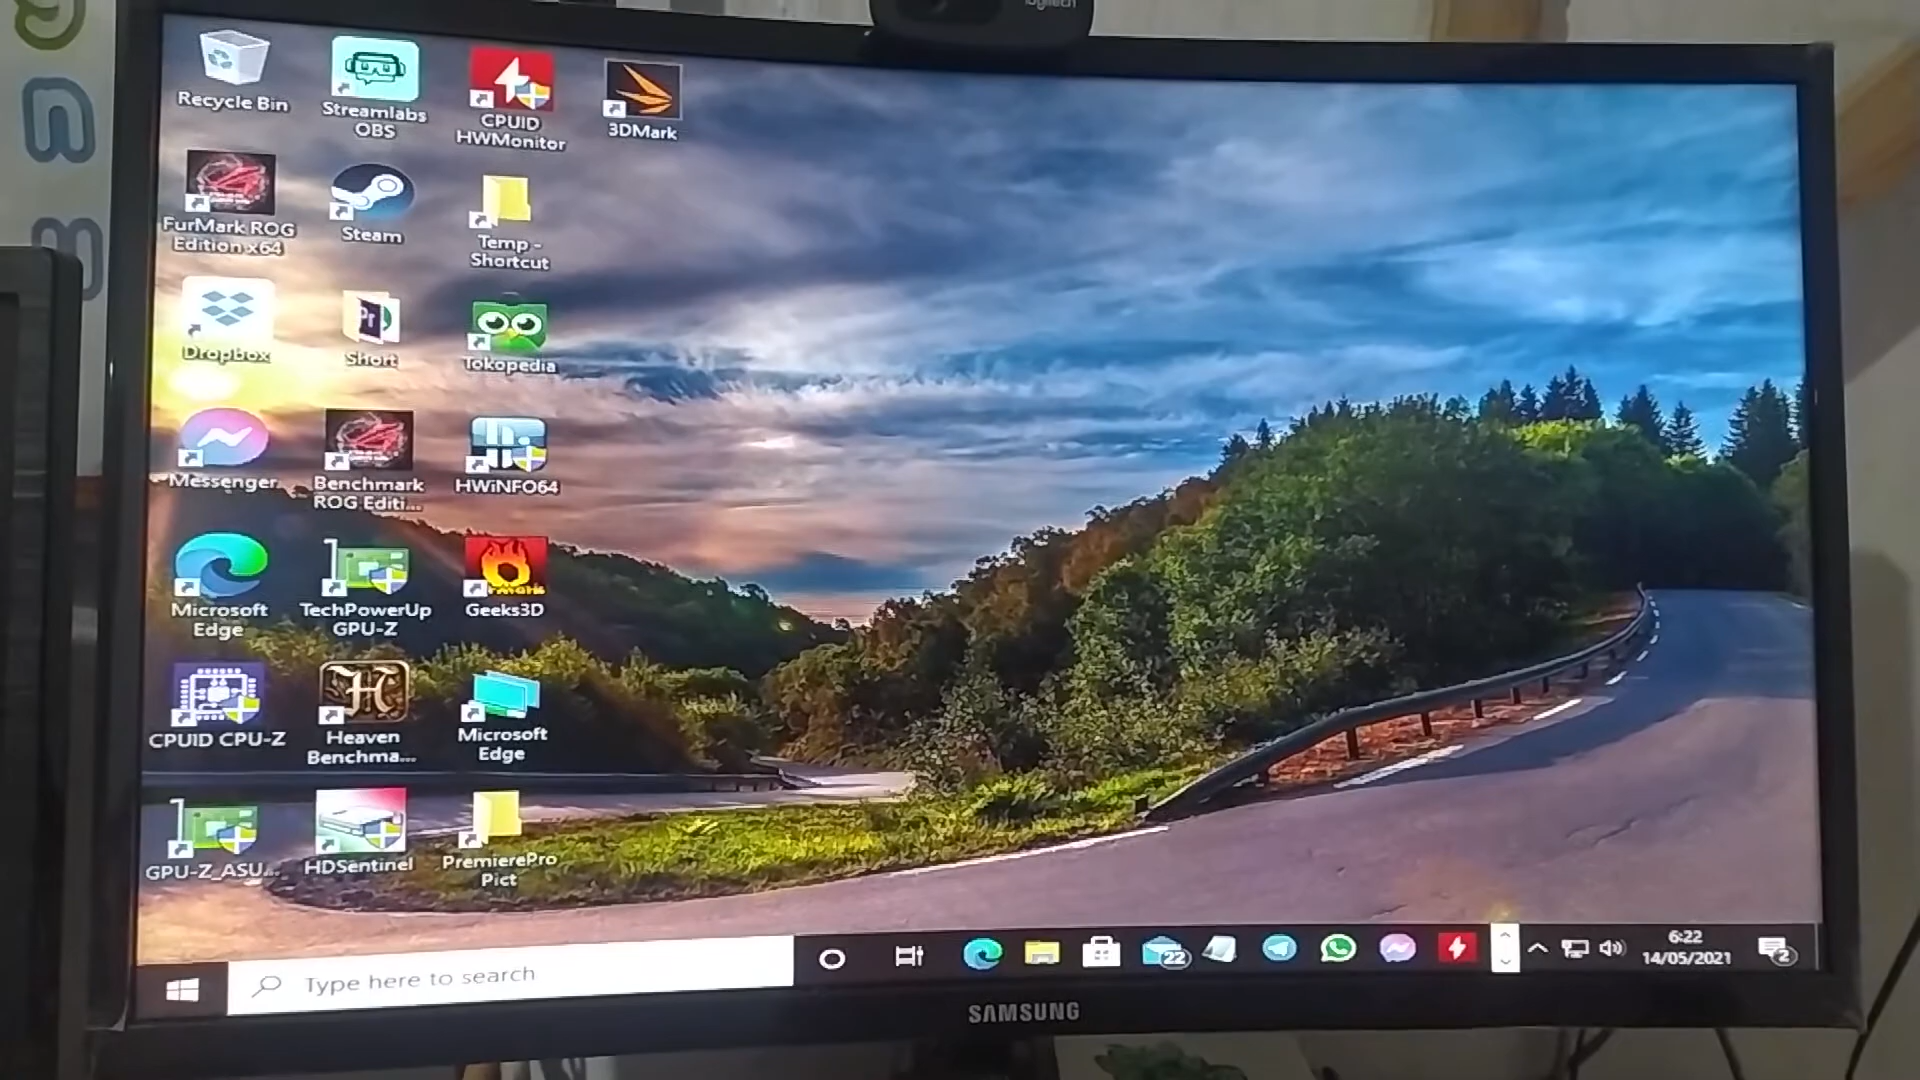 logitech
Recycle Bin
Streamlabs
OBS
CPUID
HWMonitor
3DMark
FurMark ROG
Edition x64
Steam
Temp -
Shortcut
Dropbox
Pr
Short
Tokopedia
Messenger
Benchmark
ROG Editi...
HWiNFO64
Microsoft
Edge
TechPowerUp
GPU-Z
Geeks3D
CPUID CPU-Z
Heaven
Benchma...
Microsoft
Edge
GPU-Z_ASU...
HDSentinel
PremierePro
Pict
Type here to search
22
6:22
14/05/2021
2
SAMSUNG